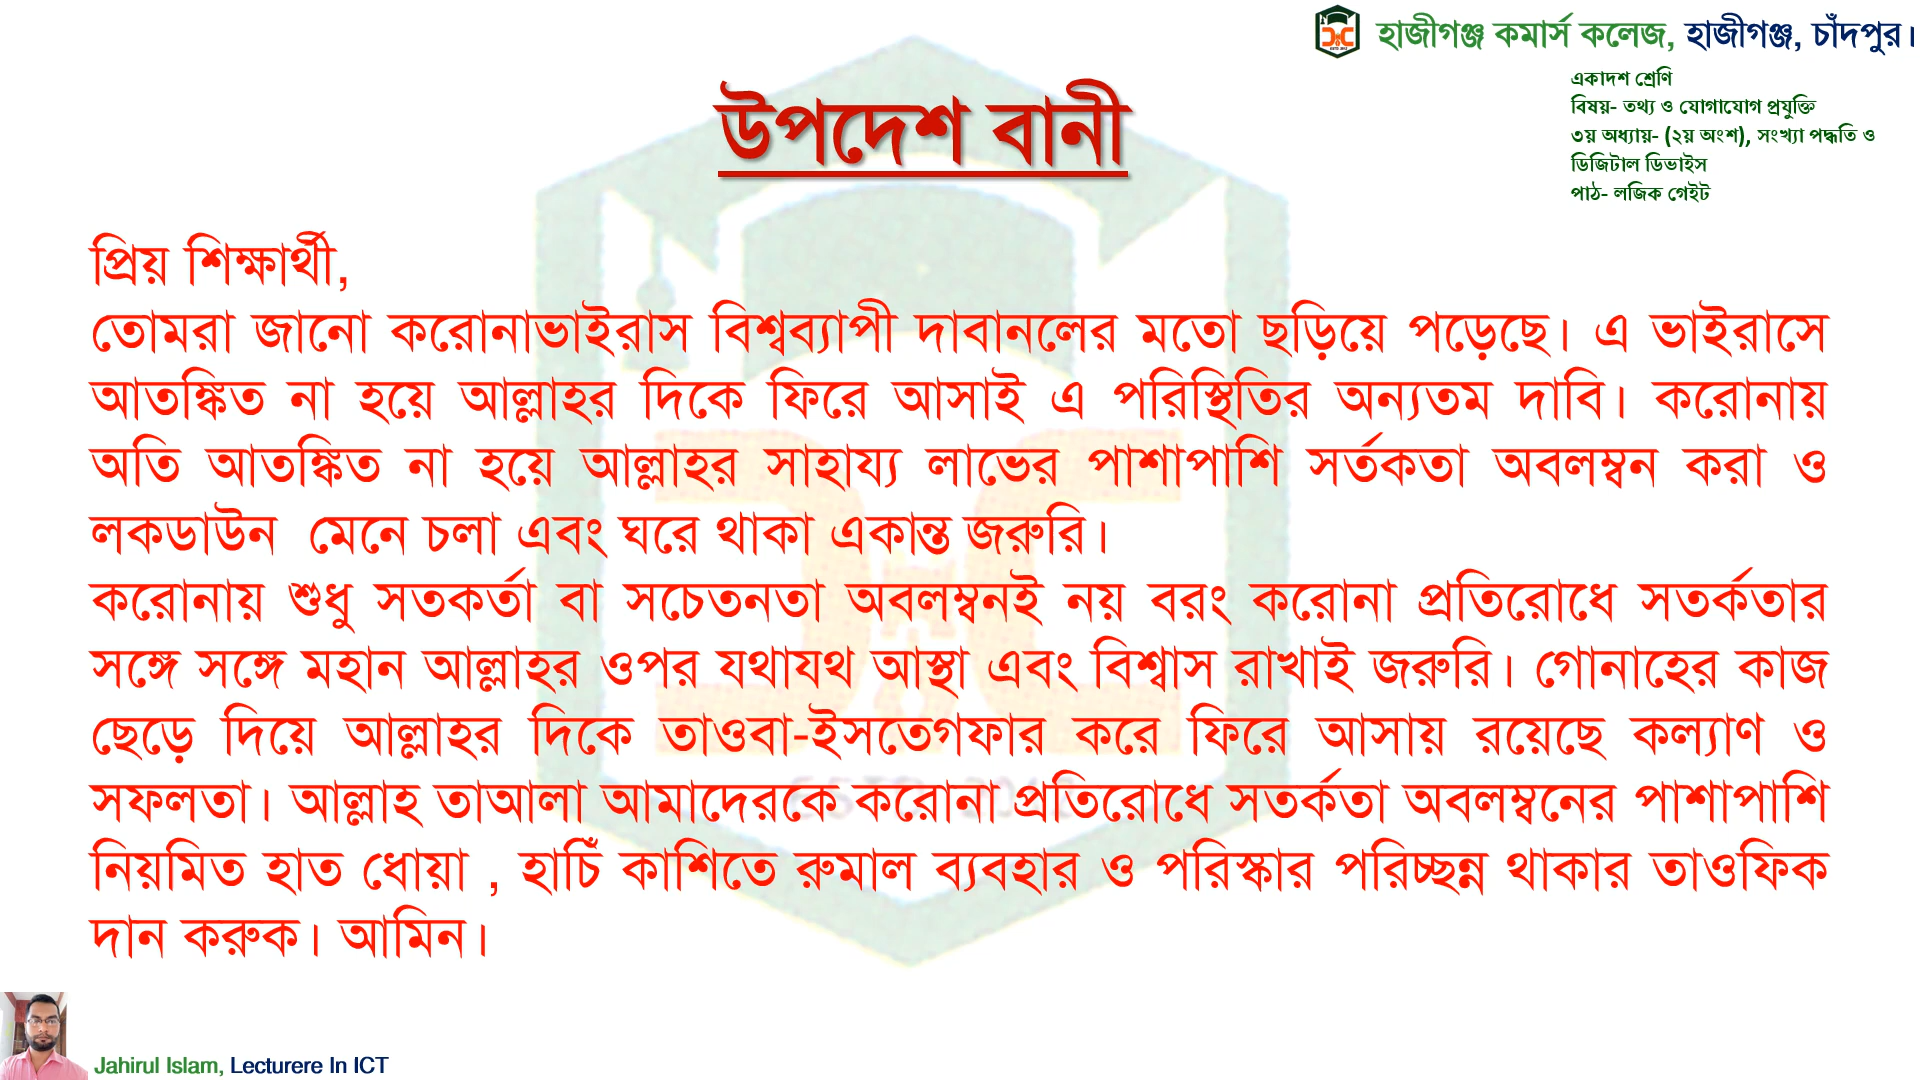 হাজীগঞ্জ কমার্স কলেজ, হাজীগঞ্জ, চাঁদপুর।
একাদশ শ্রেণি
বিষয়- তথ্য ও যোগাযোগ প্রযুক্তি
৩য় অধ্যায়- (২য় অংশ), সংখ্যা পদ্ধতি ও
ডিজিটাল ডিভাইস
পাঠ- লজিক গেইট
উপদেশ বানী
প্রিয় শিক্ষার্থী,
তোমরা জানো করোনাভাইরাস বিশ্বব্যাপী দাবানলের মতো ছড়িয়ে পড়েছে। এ ভাইরাসে
আতঙ্কিত না হয়ে আল্লাহর দিকে ফিরে আসাই এ পরিস্থিতির অন্যতম দাবি। করোনায়
অতি আতঙ্কিত না হয়ে আল্লাহর সাহায্য লাভের পাশাপাশি সর্তকতা অবলম্বন করা ও
লকডাউন মেনে চলা এবং ঘরে থাকা একান্ত জরুরি।
করোনায় শুধু সতকর্তা বা সচেতনতা অবলম্বনই নয় বরং করোনা প্রতিরোধে সতর্কতার
সঙ্গে সঙ্গে মহান আল্লাহর ওপর যথাযথ আস্থা এবং বিশ্বাস রাখাই জরুরি। গোনাহের কাজ
ছেড়ে দিয়ে আল্লাহর দিকে তাওবা-ইসতেগফার করে ফিরে আসায় রয়েছে কল্যাণ ও
সফলতা। আল্লাহ তাআলা আমাদেরকে করোনা প্রতিরোধে সতর্কতা অবলম্বনের পাশাপাশি
নিয়মিত হাত ধোয়া , হাচিঁ কাশিতে রুমাল ব্যবহার ও পরিস্কার পরিচ্ছন্ন থাকার তাওফিক
দান করুক। আমিন।
Jahirul Islam, Lecturere In ICT